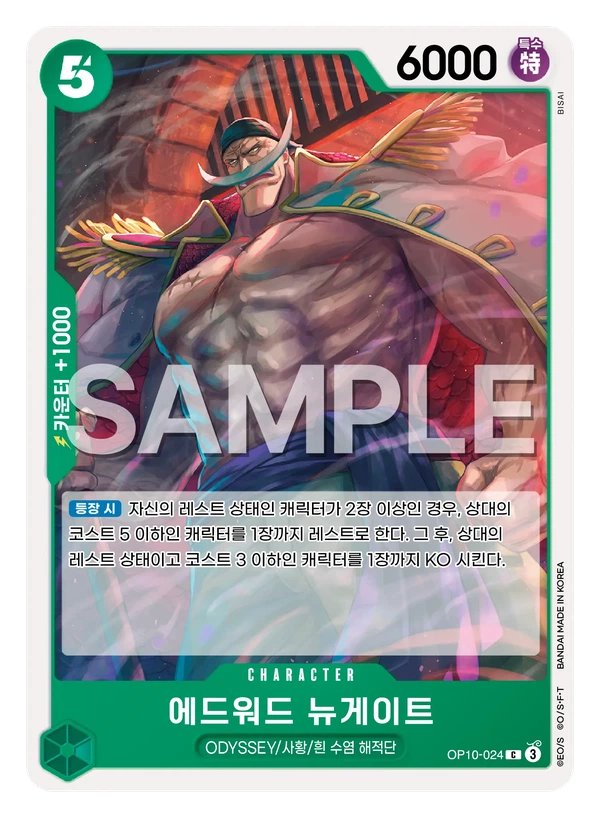 5
6000
특수
特
BISAI
⚡카운터 +1000
SAMPLE
등장 시 자신의 레스트 상태인 캐릭터가 2장 이상인 경우, 상대의
코스트 5 이하인 캐릭터를 1장까지 레스트로 한다. 그 후, 상대의
레스트 상태이고 코스트 3 이하인 캐릭터를 1장까지 KO 시킨다.
CHARACTER
에드워드 뉴게이트
ODYSSEY/사황/흰 수염 해적단
OP10-024 C 3
©EO/S ©O/S·F·T BANDAI MADE IN KOREA